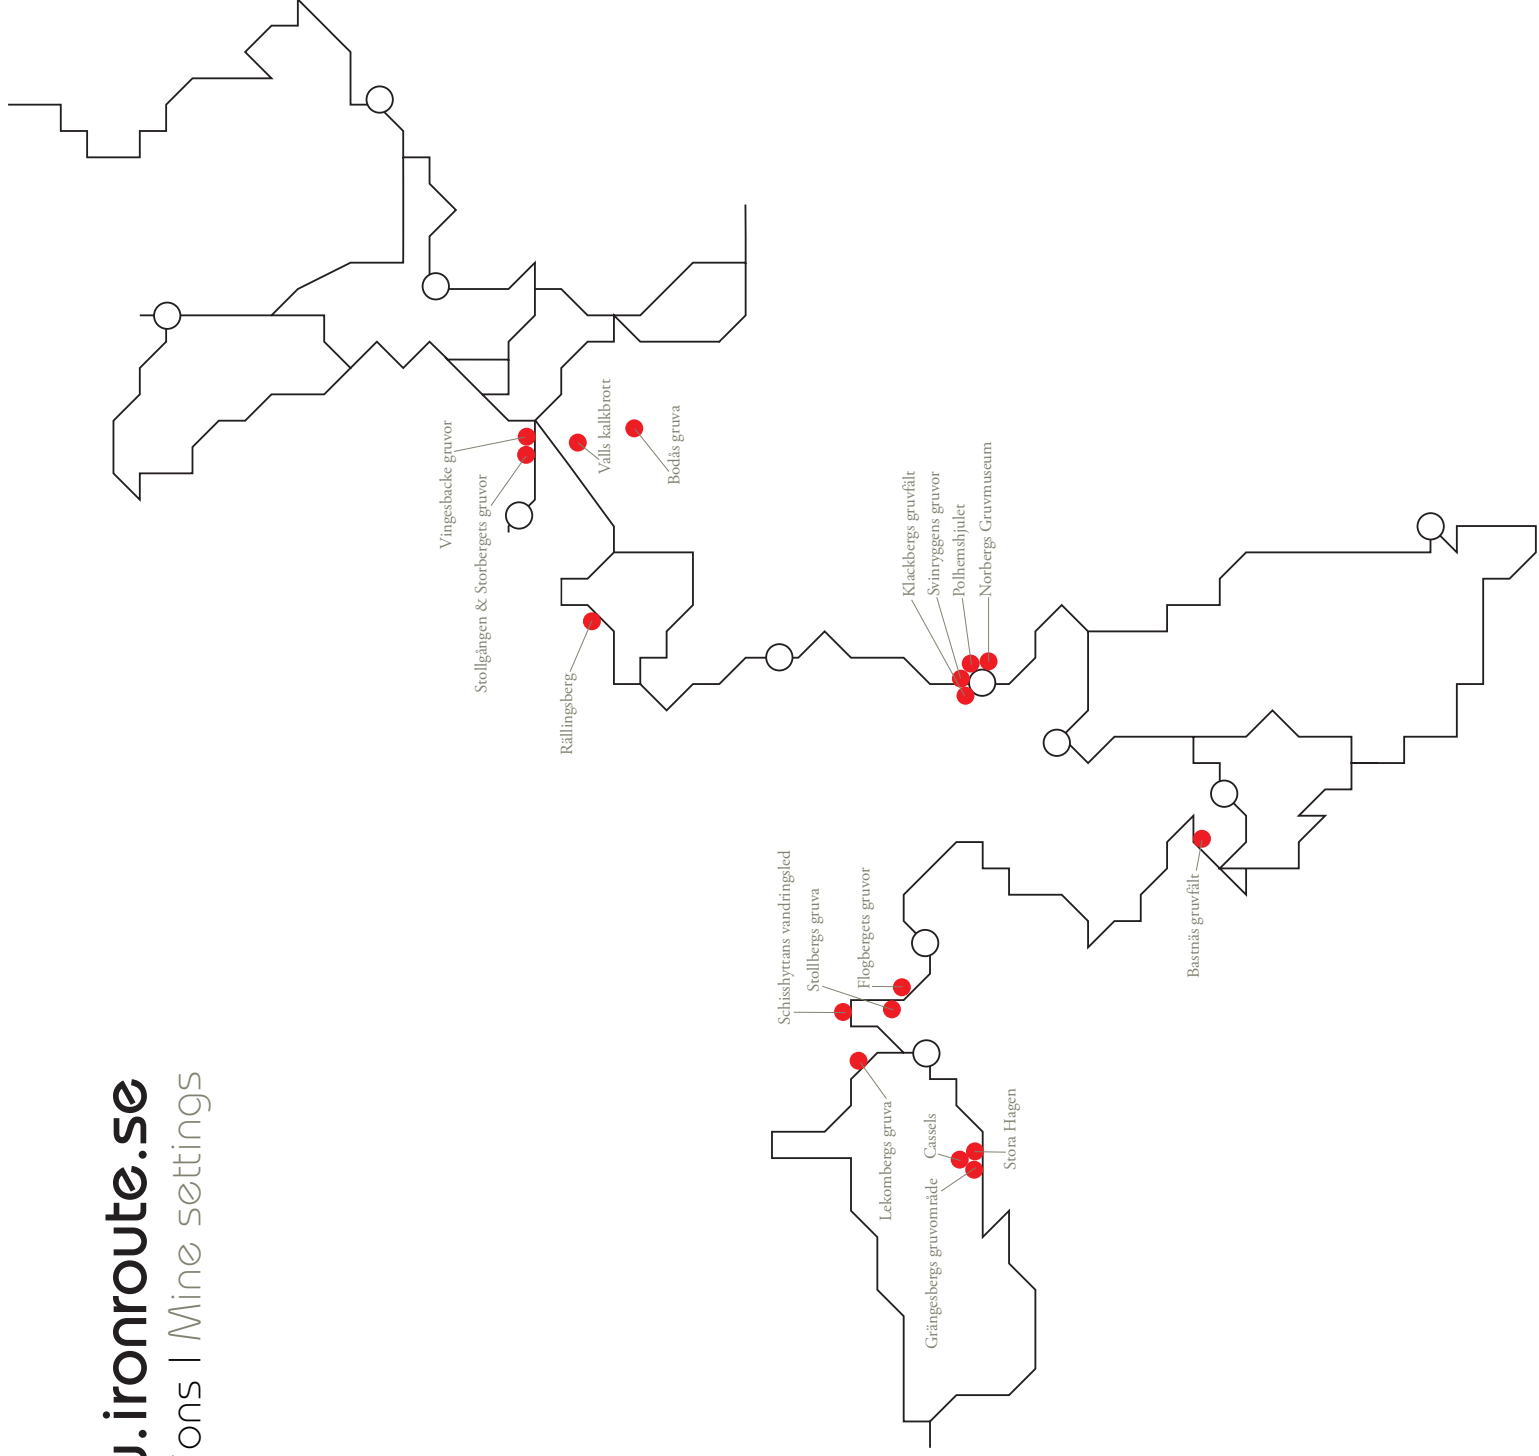 .ironroute.se
ons | Mine settings
Vingesbacke gruvor
Stollgången & Storbergets gruvor
Valls kalkbrott
Bodås gruva
Rällingsberg
Klackbergs gruvfält
Svinryggens gruvor
Polhemshjulet
Norbergs Gruvmuseum
Schisshyttans vandringsled
Stollbergs gruva
Flogbergets gruvor
Bastnäs gruvfält
Lekombergs gruva
Cassels
Grängesbergs gruvområde
Stora Hagen